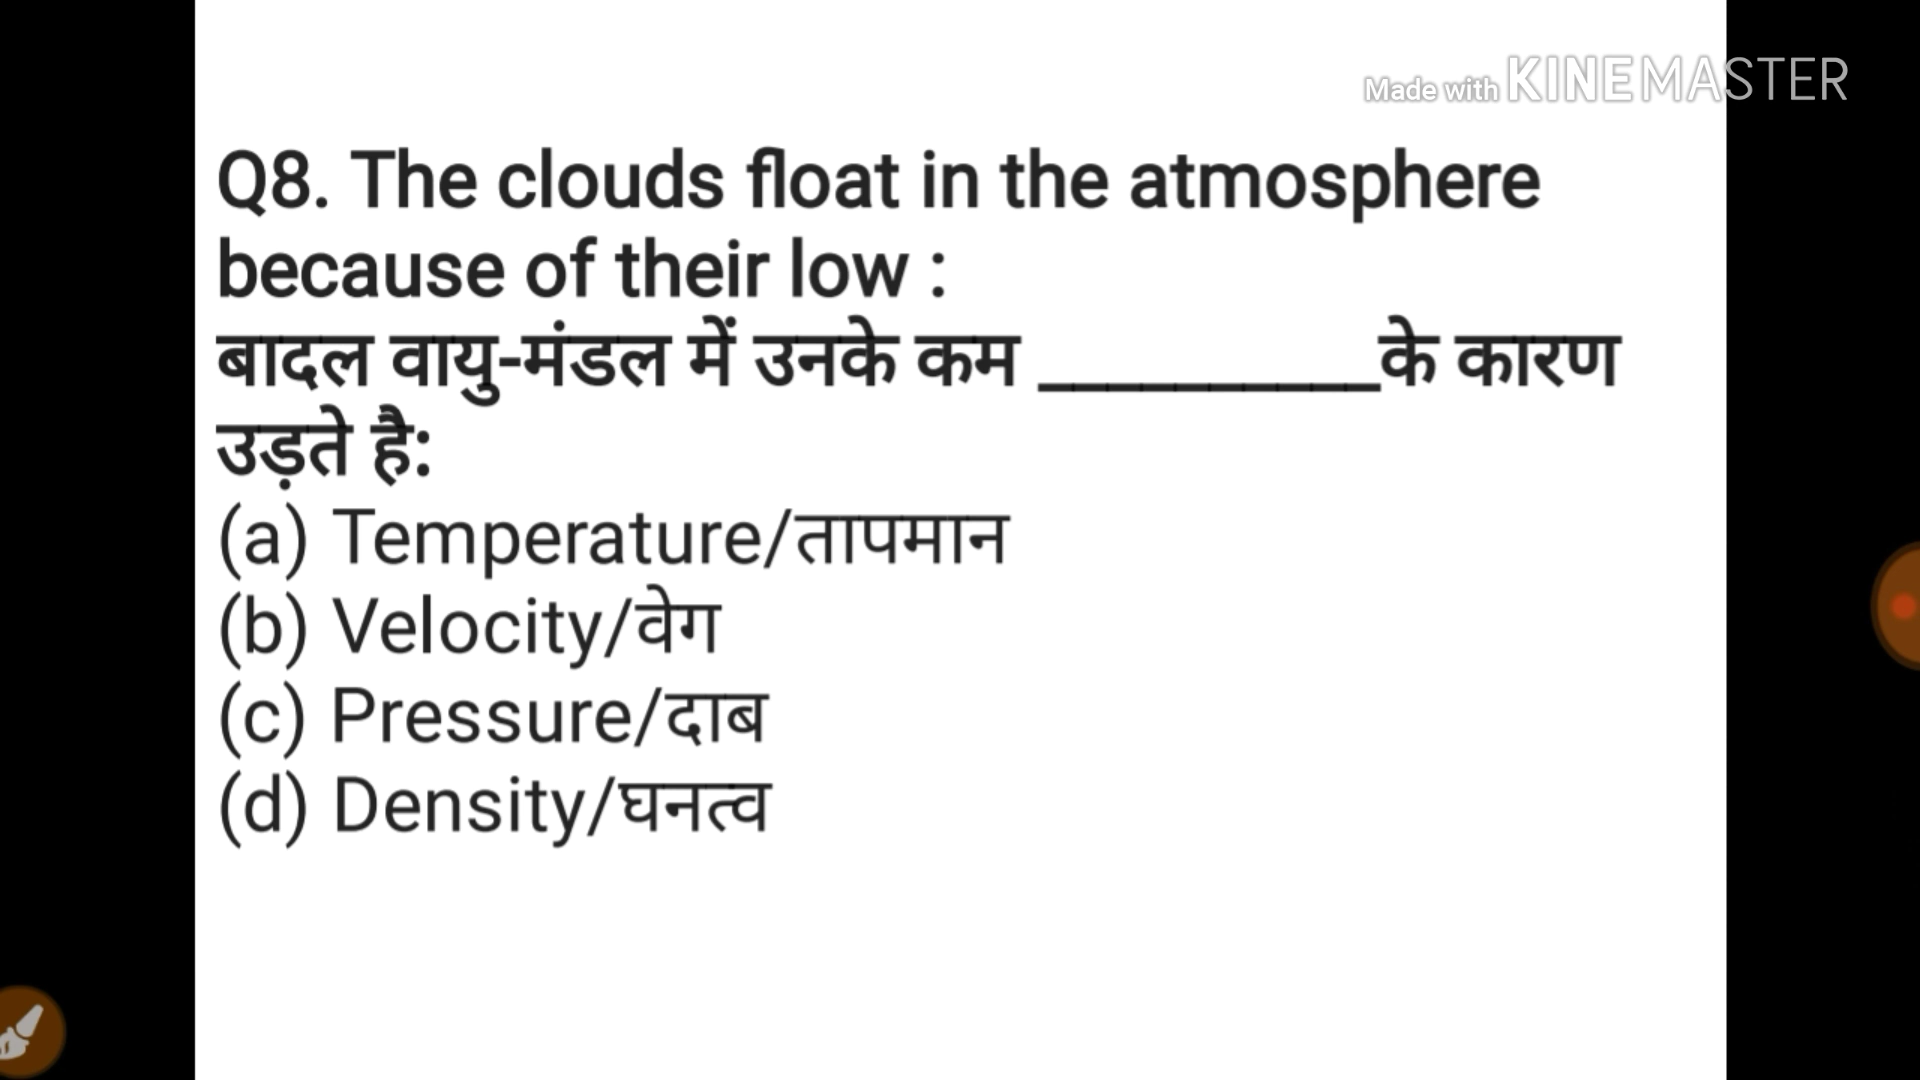 Made with KINEMASTER
Q8. The clouds float in the atmosphere
because of their low :
बादल वायु-मंडल में उनके कम __________के कारण
उड़ते है:
(a) Temperature/तापमान
(b) Velocity/वेग
(c) Pressure/दाब
(d) Density/घनत्व